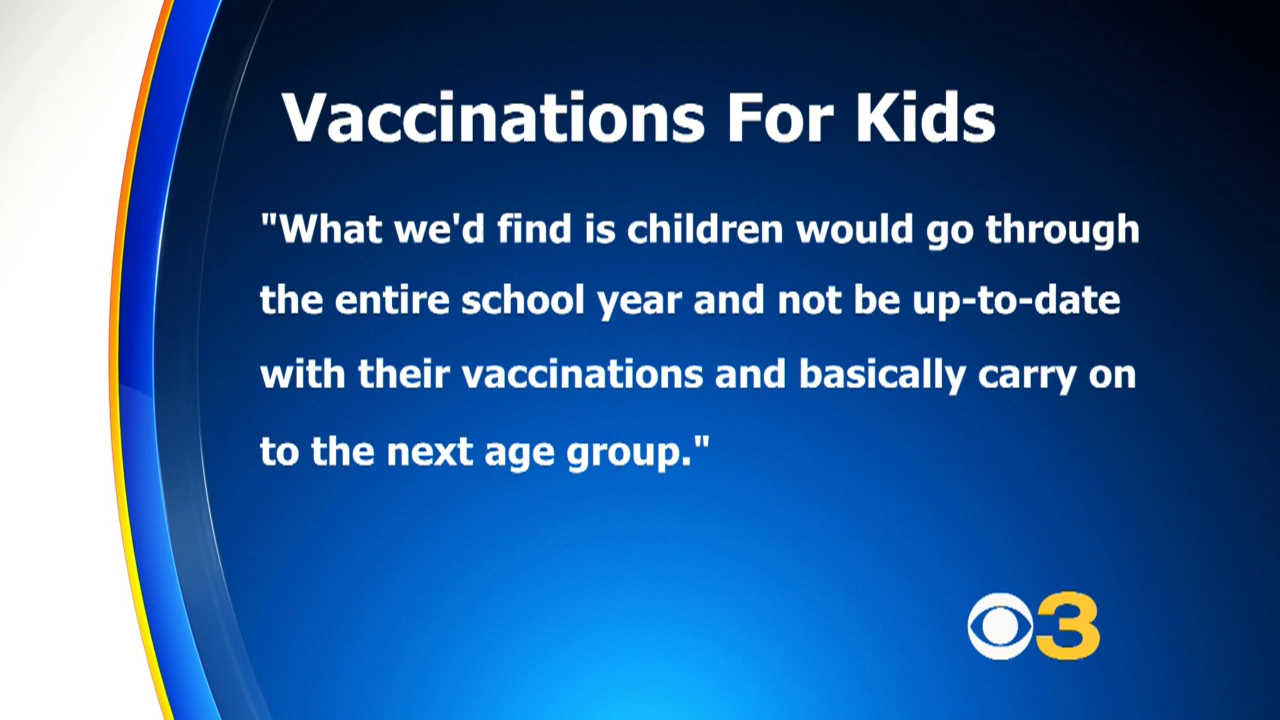 Vaccinations For Kids
"What we'd find is children would go through
the entire school year and not be up-to-date
with their vaccinations and basically carry on
to the next age group."
3